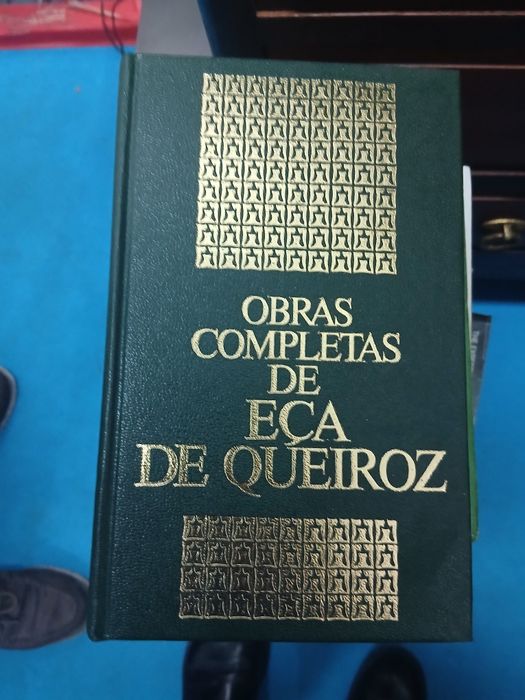 OBRAS
COMPLETAS
DE
EÇA
DE QUEIROZ